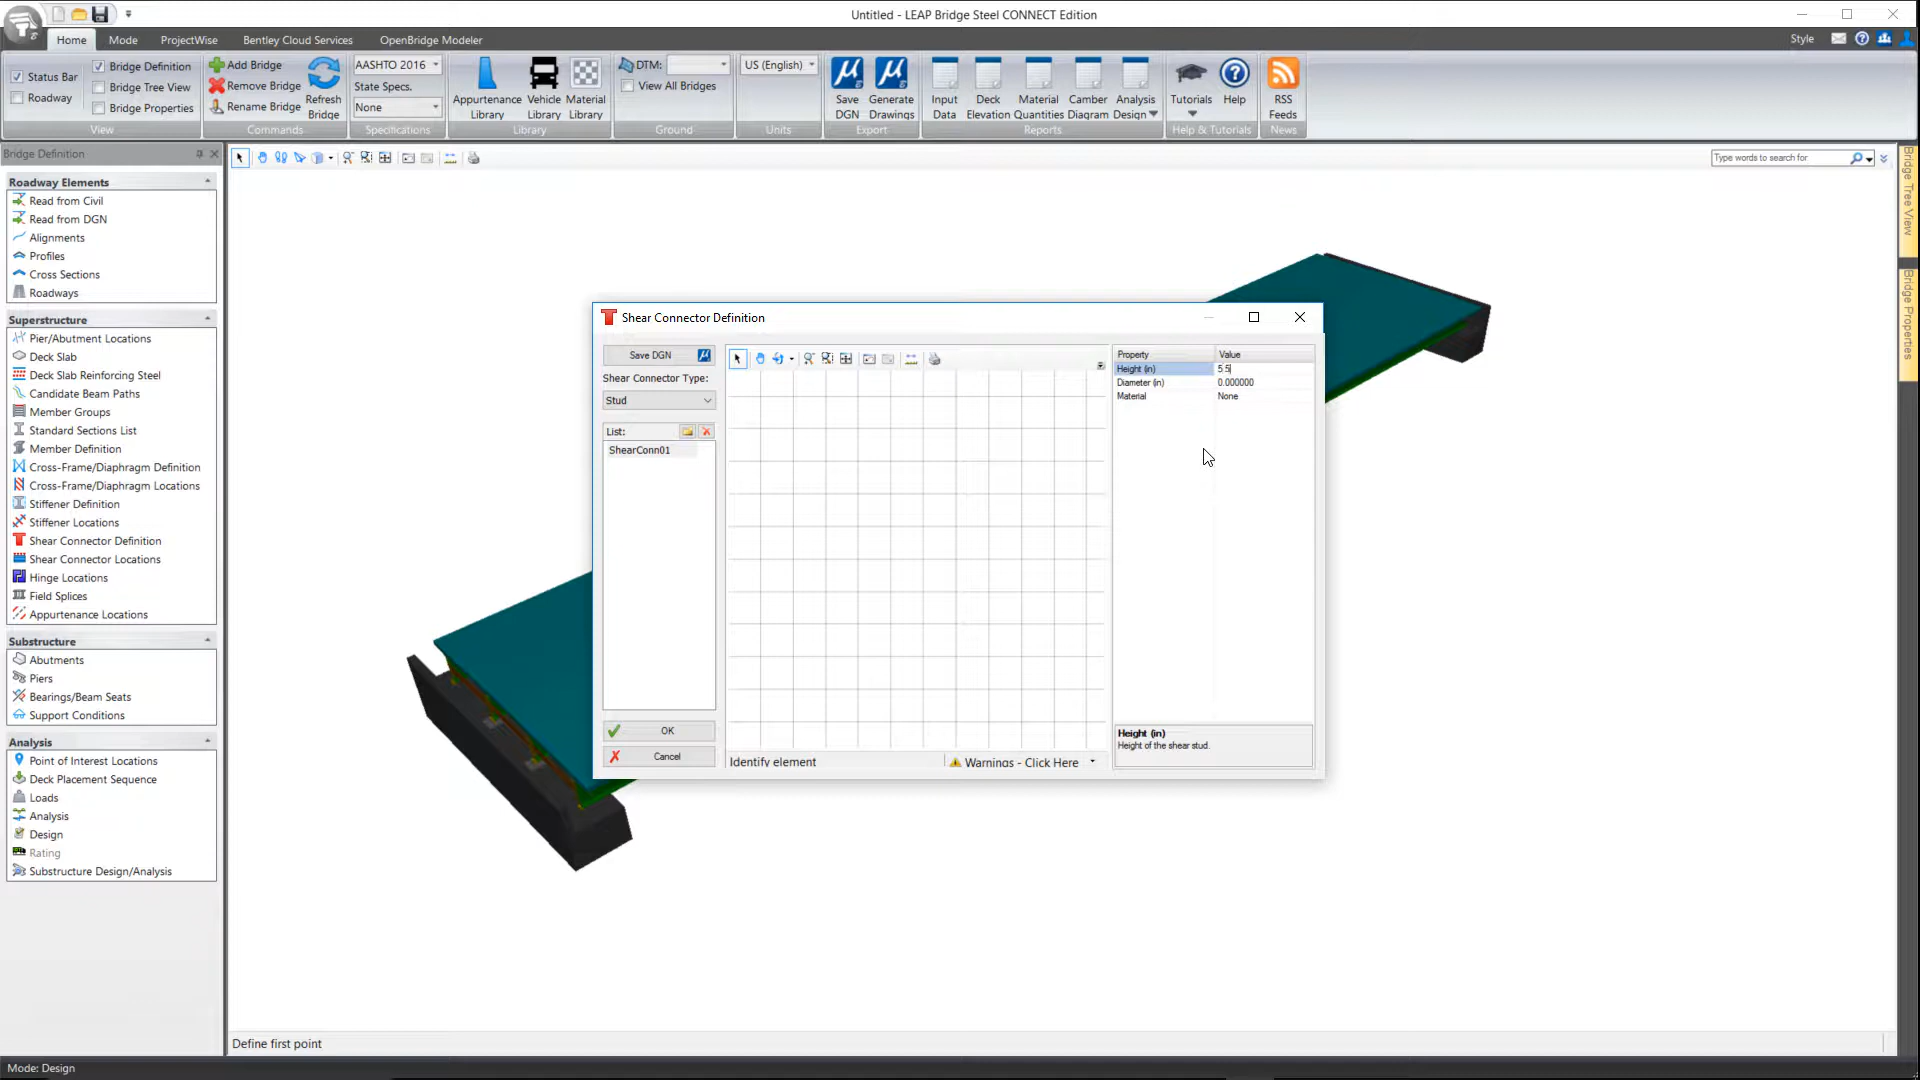 Untitled - LEAP Bridge Steel CONNECT Edition
Home
Mode
ProjectWise
Bentley Cloud Services
OpenBridge Modeler
Style
Status Bar
Roadway
Bridge Definition
Bridge Tree View
Bridge Properties
View
Add Bridge
Remove Bridge
Rename Bridge
Refresh
Bridge
Commands
AASHTO 2016
State Specs.
None
Specifications
Appurtenance
Library
Vehicle
Library
Material
Library
Library
DTM:
View All Bridges
Ground
US (English)
Units
Save
DGN
Generate
Drawings
Export
Input
Data
Deck
Elevation
Material
Quantities
Camber
Diagram
Analysis
Design
Reports
Tutorials
Help
Help & Tutorials
RSS
Feeds
News
Bridge Definition
Type words to search for
Roadway Elements
Read from Civil
Read from DGN
Alignments
Profiles
Cross Sections
Roadways
Superstructure
Pier/Abutment Locations
Deck Slab
Deck Slab Reinforcing Steel
Candidate Beam Paths
Member Groups
Standard Sections List
Member Definition
Cross-Frame/Diaphragm Definition
Cross-Frame/Diaphragm Locations
Stiffener Definition
Stiffener Locations
Shear Connector Definition
Shear Connector Locations
Hinge Locations
Field Splices
Appurtenance Locations
Substructure
Abutments
Piers
Bearings/Beam Seats
Support Conditions
Analysis
Point of Interest Locations
Deck Placement Sequence
Loads
Analysis
Design
Rating
Substructure Design/Analysis
Shear Connector Definition
Save DGN
Shear Connector Type:
Stud
List:
ShearConn01
OK
Cancel
Identify element
Warnings - Click Here
Property Value
Height (in) 5.5
Diameter (in) 0.000000
Material None
Height (in)
Height of the shear stud.
Bridge Tree View
Bridge Properties
Define first point
Mode: Design